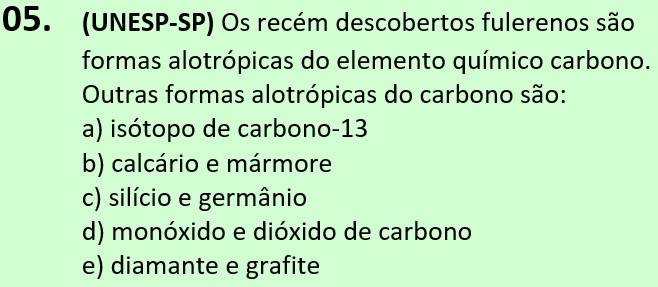 05. (UNESP-SP) Os recém descobertos fulerenos são
formas alotrópicas do elemento químico carbono.
Outras formas alotrópicas do carbono são:
a) isótopo de carbono-13
b) calcário e mármore
c) silício e germânio
d) monóxido e dióxido de carbono
e) diamante e grafite